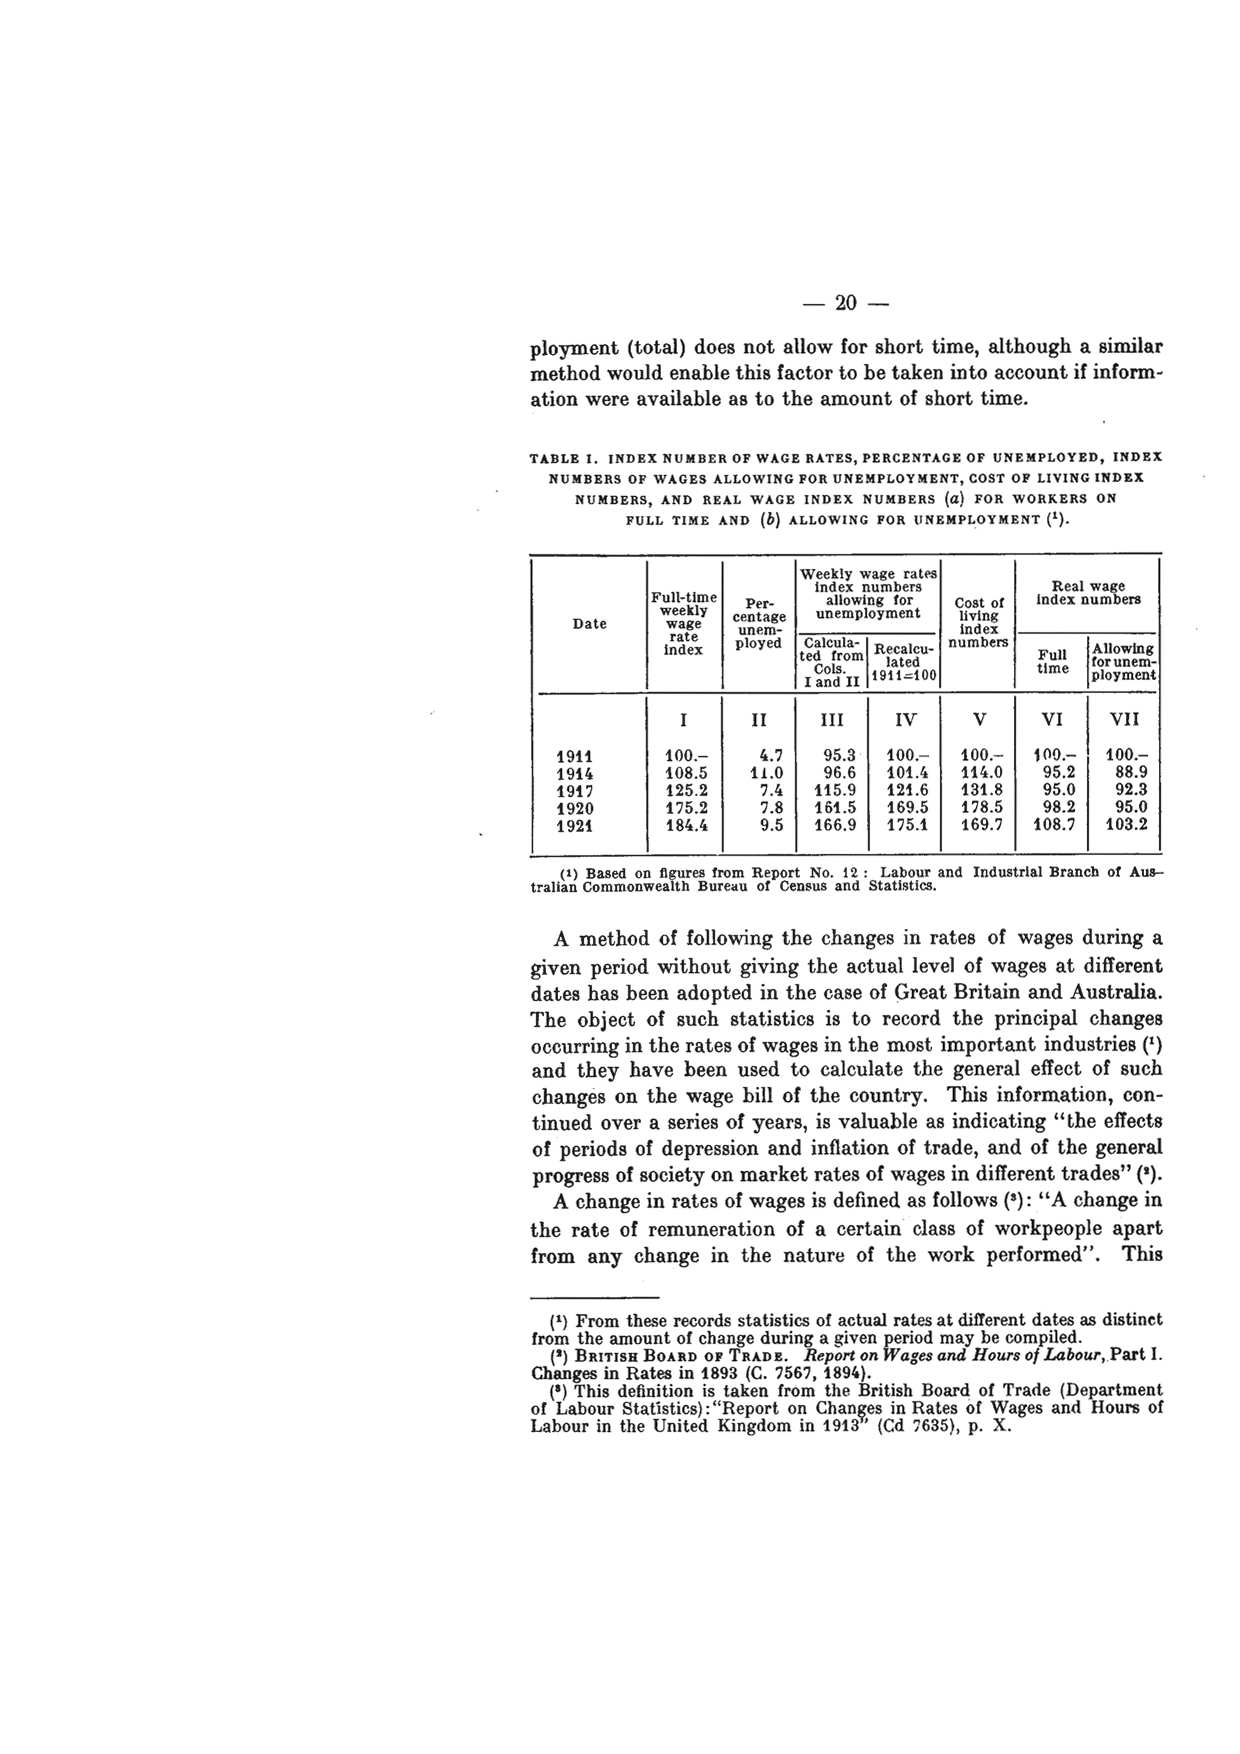 — 20 —
ployment (total) does not allow for short time, although a similar
method would enable this factor to be taken into account if inform-
ation were available as to the amount of short time.
TABLE I. INDEX NUMBER OF WAGE RATES, PERCENTAGE OF UNEMPLOYED, INDEX
NUMBERS OF WAGES ALLOWING FOR UNEMPLOYMENT, COST OF LIVING INDEX
NUMBERS, AND REAL WAGE INDEX NUMBERS (a) FOR WORKERS ON
FULL TIME AND (b) ALLOWING FOR UNEMPLOYMENT (¹).
Date
Full-time
weekly
wage
rate
index
Per-
centage
unem-
ployed
Weekly wage rates
index numbers
allowing for
unemployment
Calcula-
ted from
Cols.
I and II
Recalcu-
lated
1911=100
Cost of
living
index
numbers
Real wage
index numbers
Full
time
Allowing
for unem-
ployment
I II III IV V VI VII
1911 100.– 4.7 95.3 100.– 100.– 100.– 100.–
1914 108.5 11.0 96.6 101.4 114.0 95.2 88.9
1917 125.2 7.4 115.9 121.6 131.8 95.0 92.3
1920 175.2 7.8 161.5 169.5 178.5 98.2 95.0
1921 184.4 9.5 166.9 175.1 169.7 108.7 103.2
(¹) Based on figures from Report No. 12 : Labour and Industrial Branch of Aus-
tralian Commonwealth Bureau of Census and Statistics.
A method of following the changes in rates of wages during a
given period without giving the actual level of wages at different
dates has been adopted in the case of Great Britain and Australia.
The object of such statistics is to record the principal changes
occurring in the rates of wages in the most important industries (¹)
and they have been used to calculate the general effect of such
changes on the wage bill of the country. This information, con-
tinued over a series of years, is valuable as indicating “the effects
of periods of depression and inflation of trade, and of the general
progress of society on market rates of wages in different trades” (²).
A change in rates of wages is defined as follows (³): “A change in
the rate of remuneration of a certain class of workpeople apart
from any change in the nature of the work performed”. This
(¹) From these records statistics of actual rates at different dates as distinct
from the amount of change during a given period may be compiled.
(²) BRITISH BOARD OF TRADE. Report on Wages and Hours of Labour, Part I.
Changes in Rates in 1893 (C. 7567, 1894).
(³) This definition is taken from the British Board of Trade (Department
of Labour Statistics):“Report on Changes in Rates of Wages and Hours of
Labour in the United Kingdom in 1913” (Cd 7635), p. X.